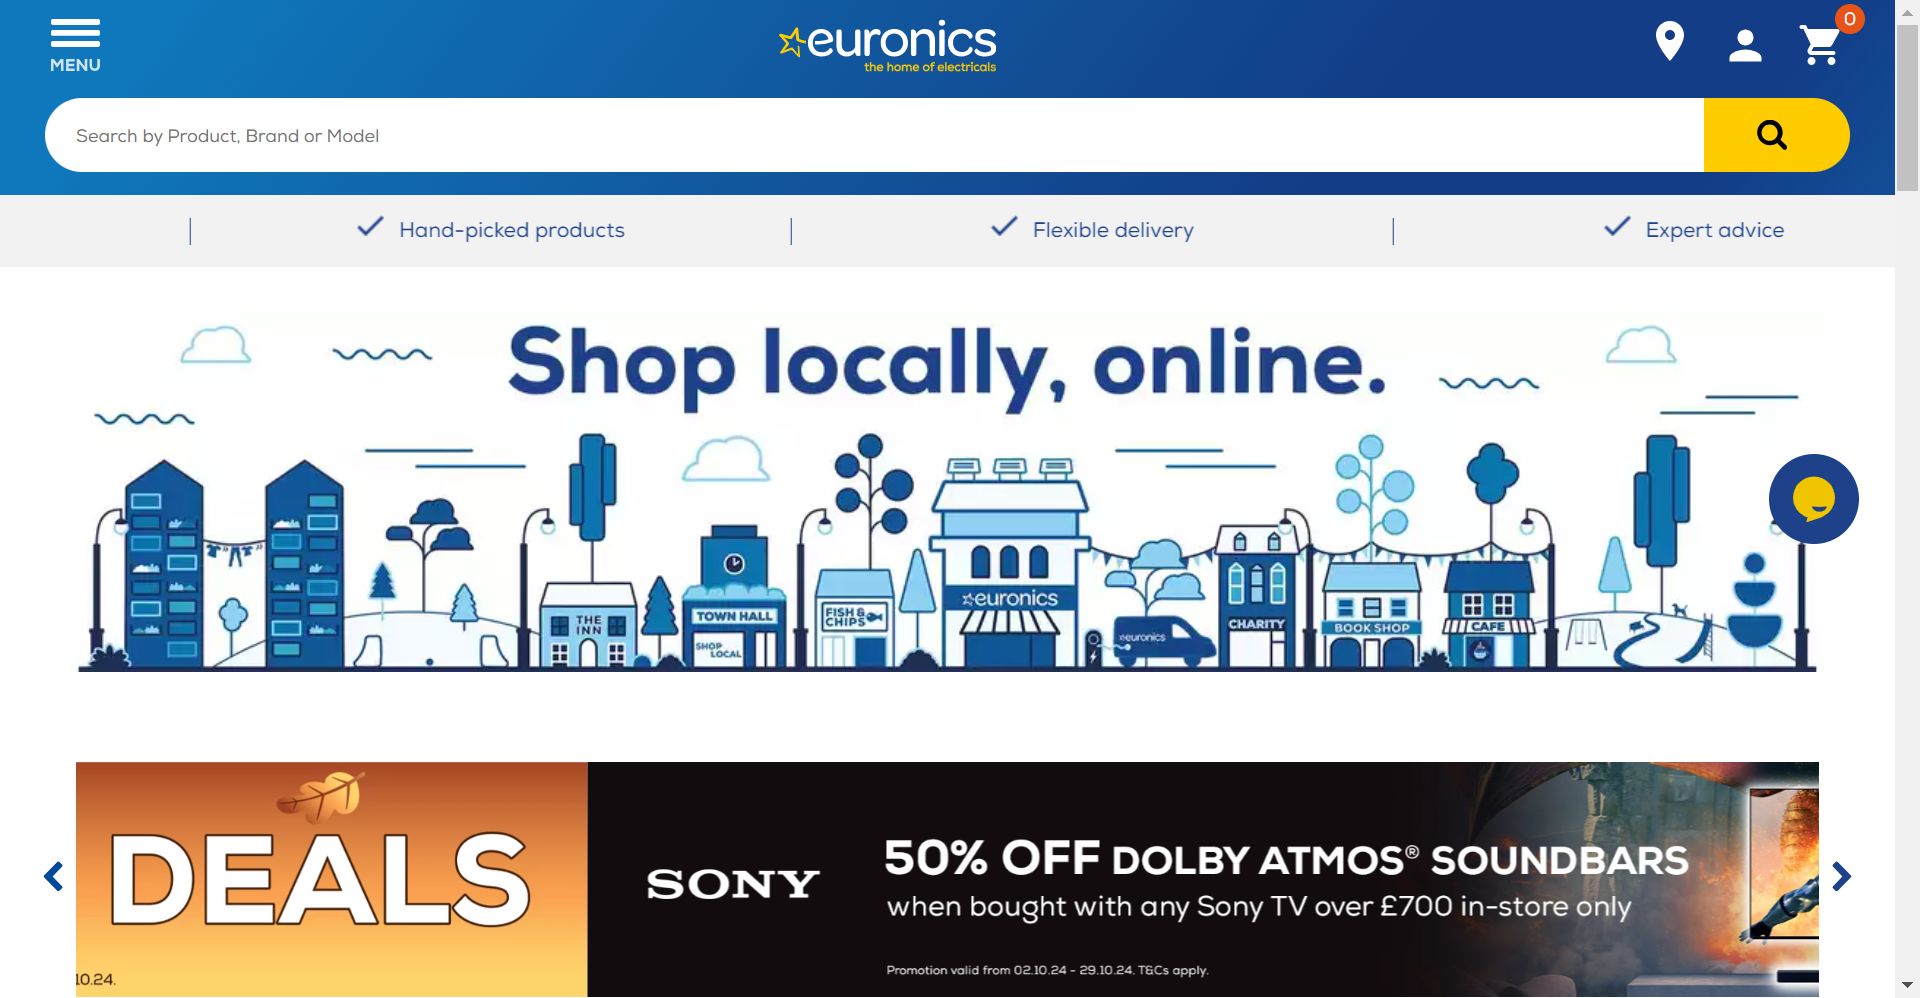 MENU
euronics
the home of electricals
0
Search by Product, Brand or Model
Hand-picked products
Flexible delivery
Expert advice
Shop locally, online.
THE
INN
TOWN HALL
SHOP
LOCAL
FISH &
CHIPS
euronics
euronics
CHARITY
BOOK SHOP
CAFE
DEALS
10.24.
SONY
50% OFF DOLBY ATMOS® SOUNDBARS
when bought with any Sony TV over £700 in-store only
Promotion valid from 02.10.24 - 29.10.24. T&Cs apply.